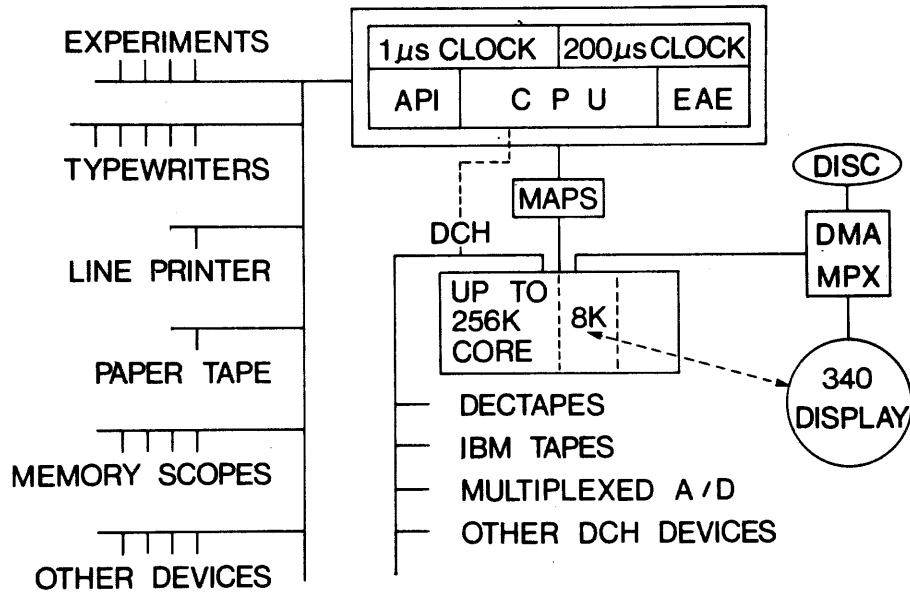 EXPERIMENTS
TYPEWRITERS
LINE PRINTER
PAPER TAPE
MEMORY SCOPES
OTHER DEVICES
1µs CLOCK
200µs CLOCK
API
C P U
EAE
MAPS
DCH
UP TO
256K
CORE
8K
DISC
DMA
MPX
340
DISPLAY
DECTAPES
IBM TAPES
MULTIPLEXED A/D
OTHER DCH DEVICES